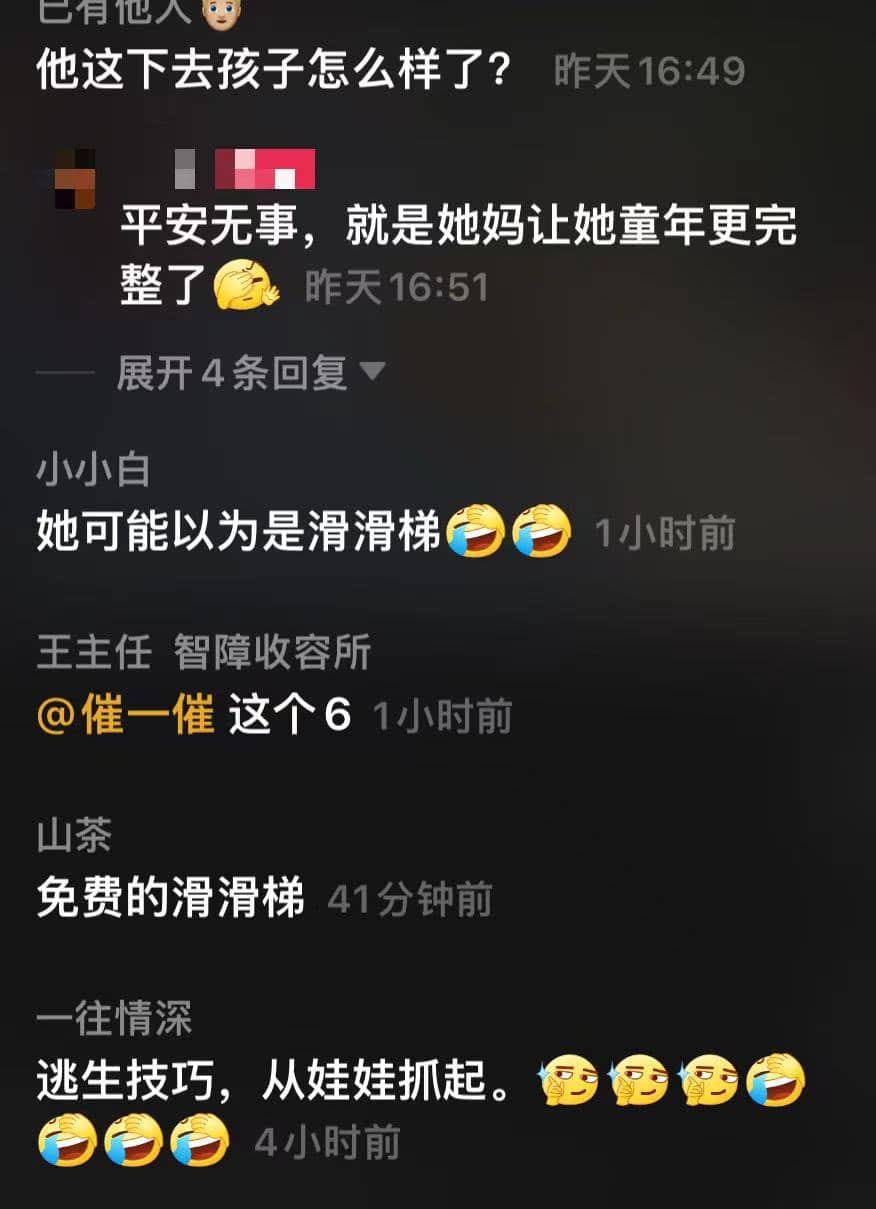 已有他人
他这下去孩子怎么样了? 昨天16:49
平安无事，就是她妈让她童年更完
整了 昨天16:51
展开4条回复
小小白
她可能以为是滑滑梯 1小时前
王主任 智障收容所
@催一催 这个6 1小时前
山茶
免费的滑滑梯 41分钟前
一往情深
逃生技巧，从娃娃抓起。
4小时前